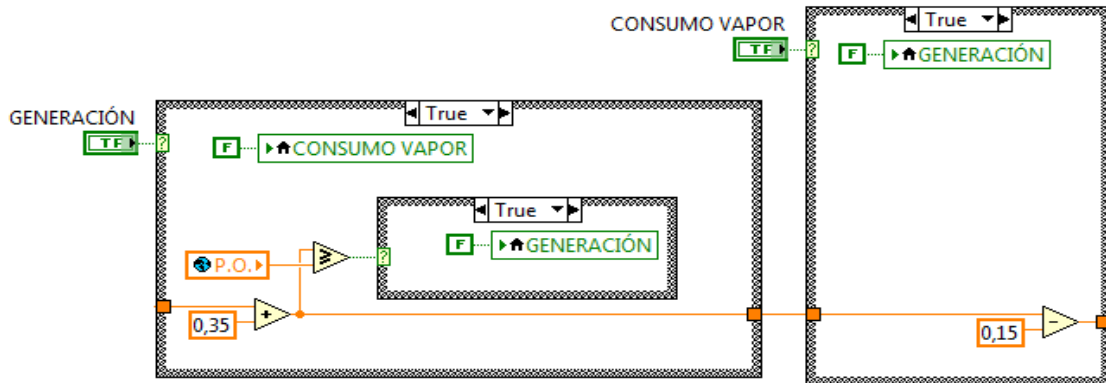 CONSUMO VAPOR
True
TF
?
F
GENERACIÓN
GENERACIÓN
True
TF
?
F
CONSUMO VAPOR
True
F
GENERACIÓN
P.O.
≥
?
0,35
+
0,15
−